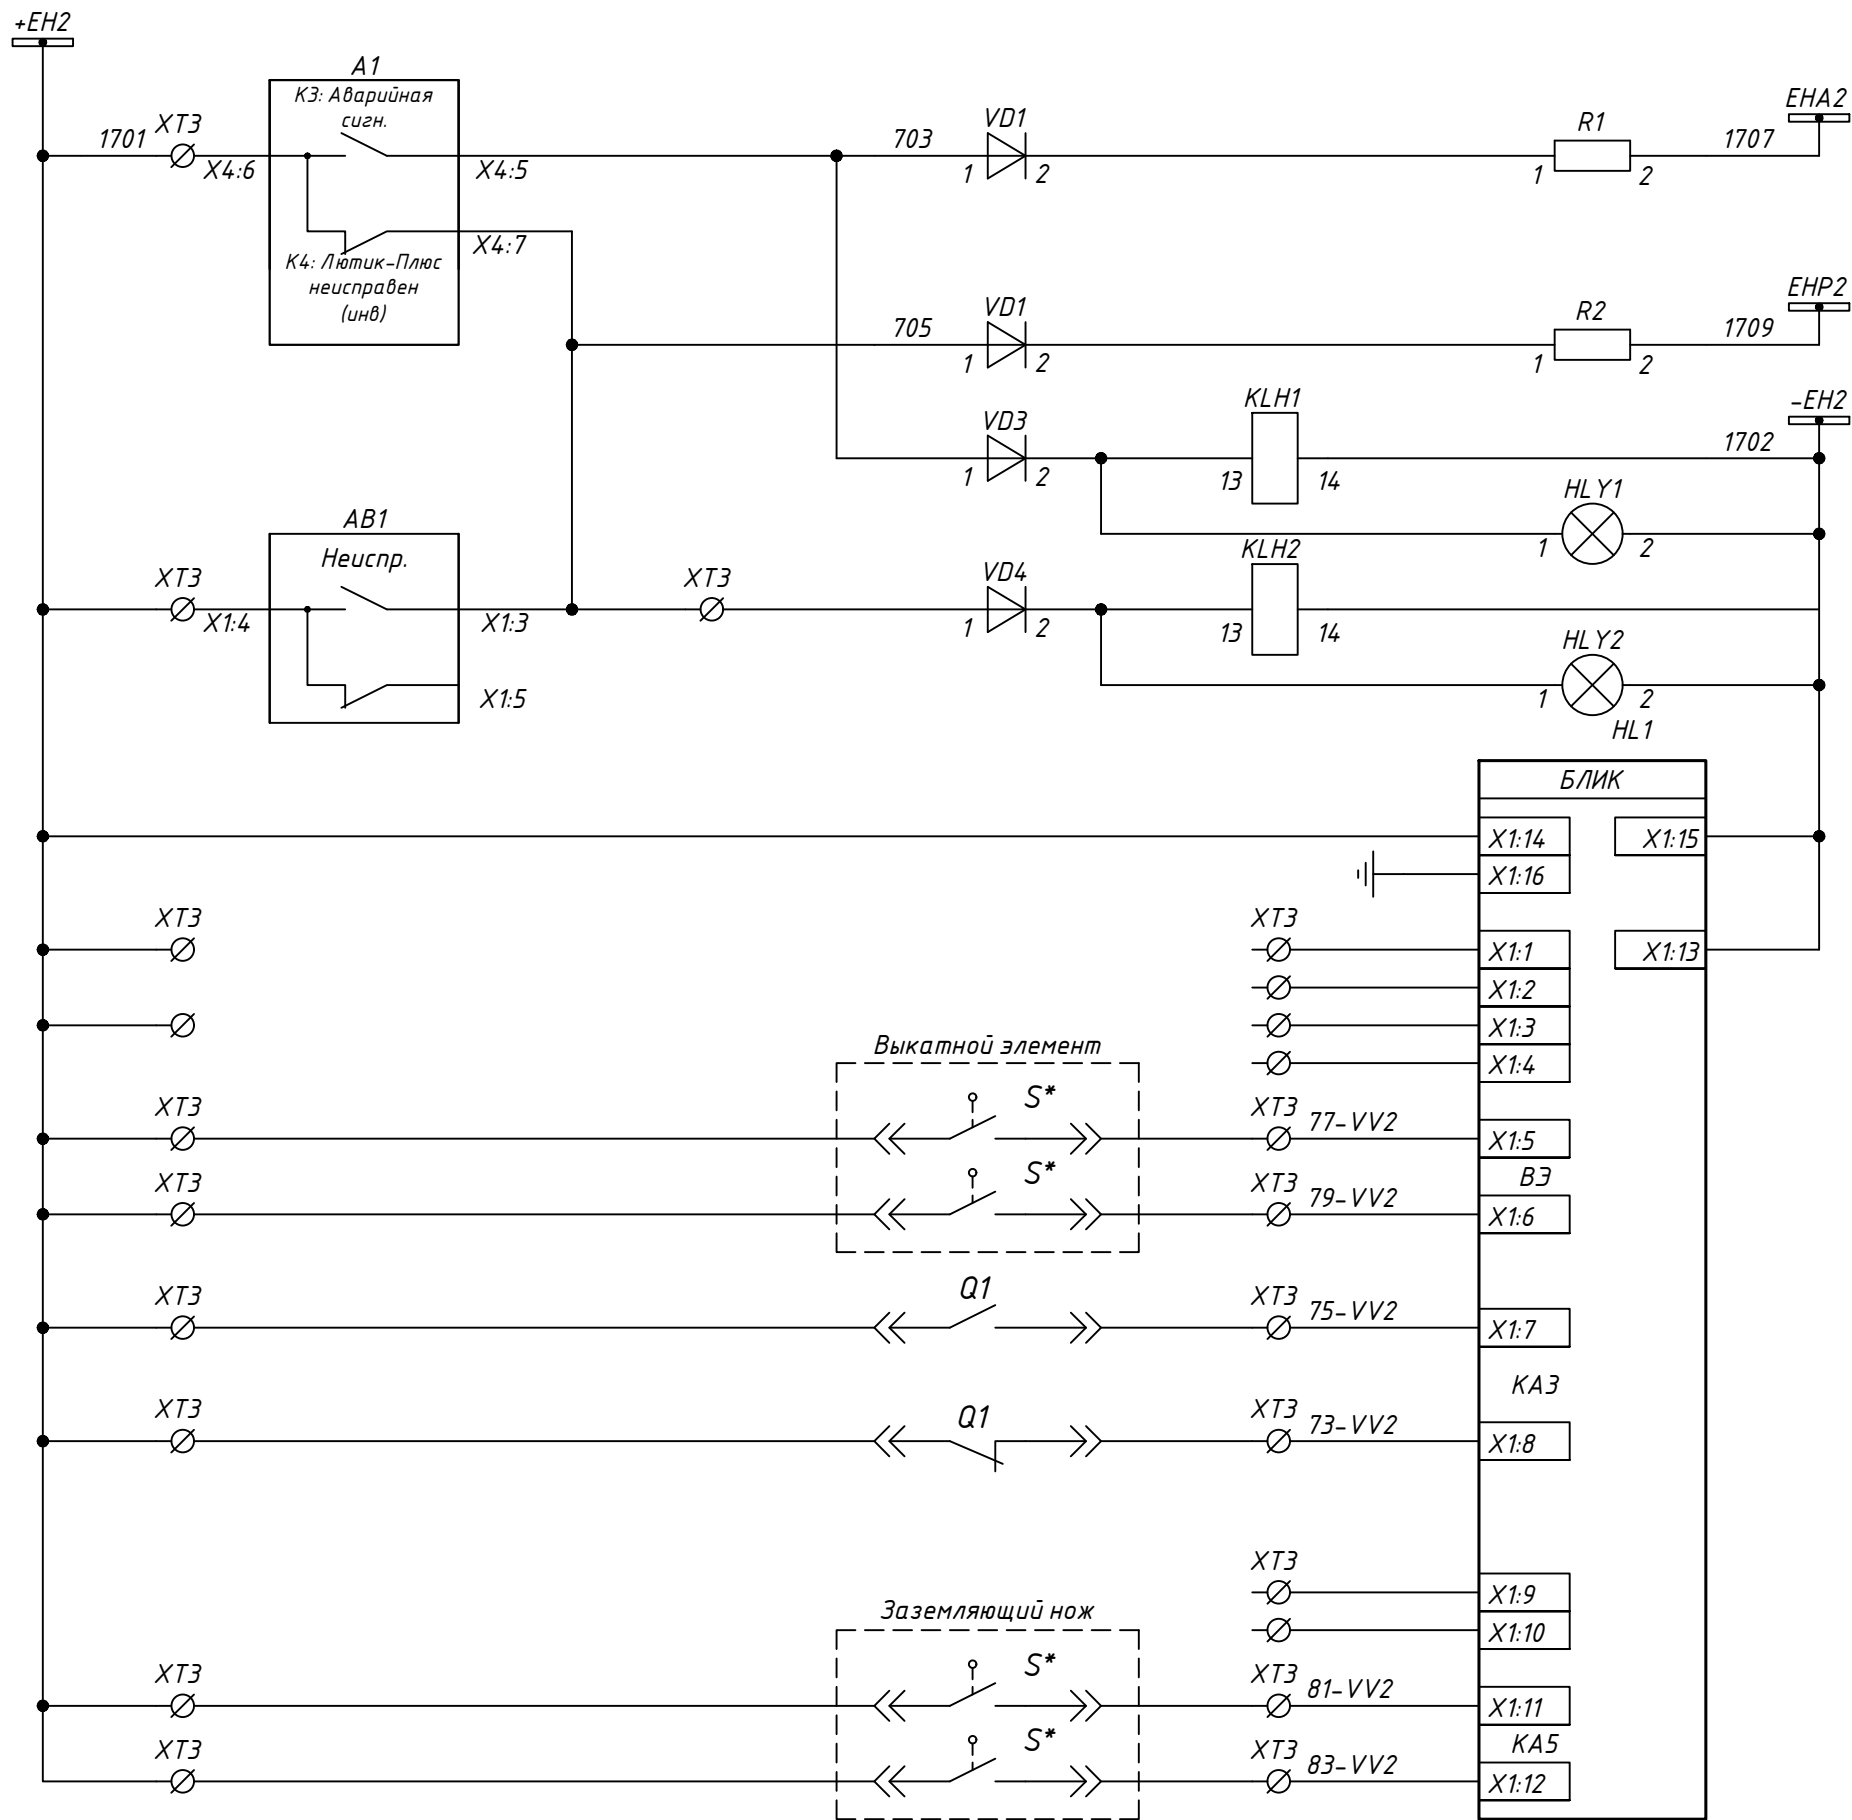 +EH2
A1
К3: Аварийная
сигн.
1701
XT3
X4:6
X4:5
703
VD1
1
2
R1
1
2
1707
EHA2
X4:7
К4: Лютик-Плюс
неисправен
(инв)
705
VD1
1
2
R2
1
2
1709
EHP2
-EH2
VD3
1
2
KLH1
13
14
1702
HLY1
1
2
AB1
Неиспр.
XT3
X1:4
X1:3
X1:5
XT3
VD4
1
2
KLH2
13
14
HLY2
1
2
HL1
БЛИК
X1:14
X1:15
X1:16
XT3
XT3
X1:1
X1:13
X1:2
X1:3
X1:4
Выкатной элемент
XT3
S*
XT3
77-VV2
X1:5
ВЭ
XT3
S*
XT3
79-VV2
X1:6
XT3
Q1
XT3
75-VV2
X1:7
КА3
XT3
Q1
XT3
73-VV2
X1:8
XT3
X1:9
X1:10
Заземляющий нож
XT3
S*
XT3
81-VV2
X1:11
КА5
XT3
S*
XT3
83-VV2
X1:12